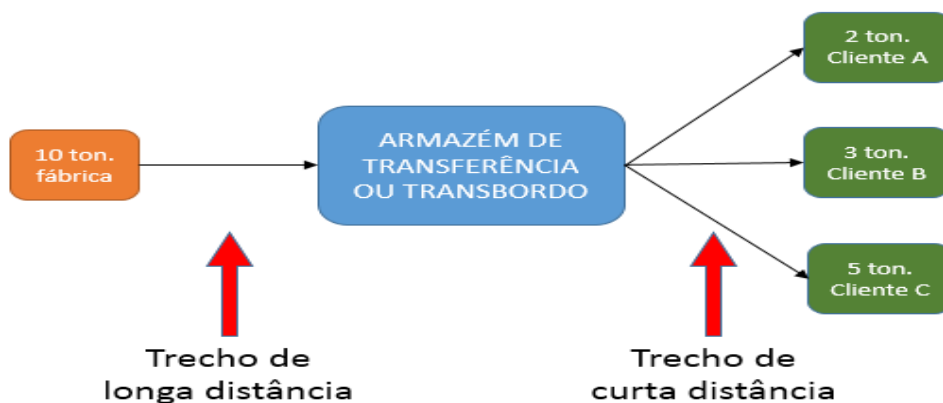 10 ton.
fábrica
ARMAZÉM DE
TRANSFERÊNCIA
OU TRANSBORDO
2 ton.
Cliente A
3 ton.
Cliente B
5 ton.
Cliente C
Trecho de
longa distância
Trecho de
curta distância